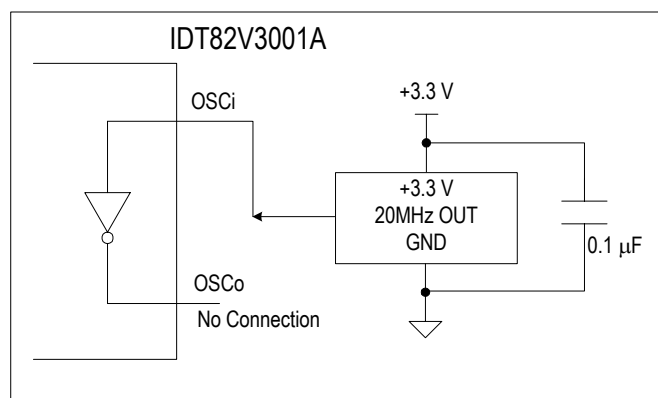 IDT82V3001A
OSCi
+3.3 V
+3.3 V
20MHz OUT
GND
0.1 μF
OSCo
No Connection